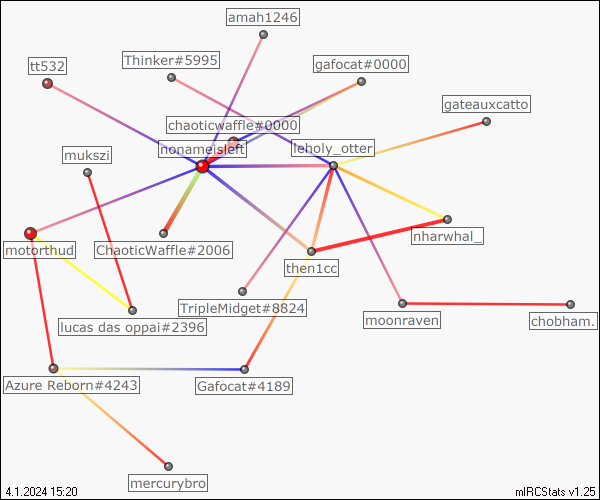 amah1246
tt532
Thinker#5995
gafocat#0000
gateauxcatto
chaoticwaffle#0000
mukszi
nonameisleft
leholy_otter
motorthud
ChaoticWaffle#2006
nharwhal_
then1cc
TripleMidget#8824
moonraven
chobham.
lucas das oppai#2396
Azure Reborn#4243
Gafocat#4189
mercurybro
4.1.2024 15:20
mIRCStats v1.25